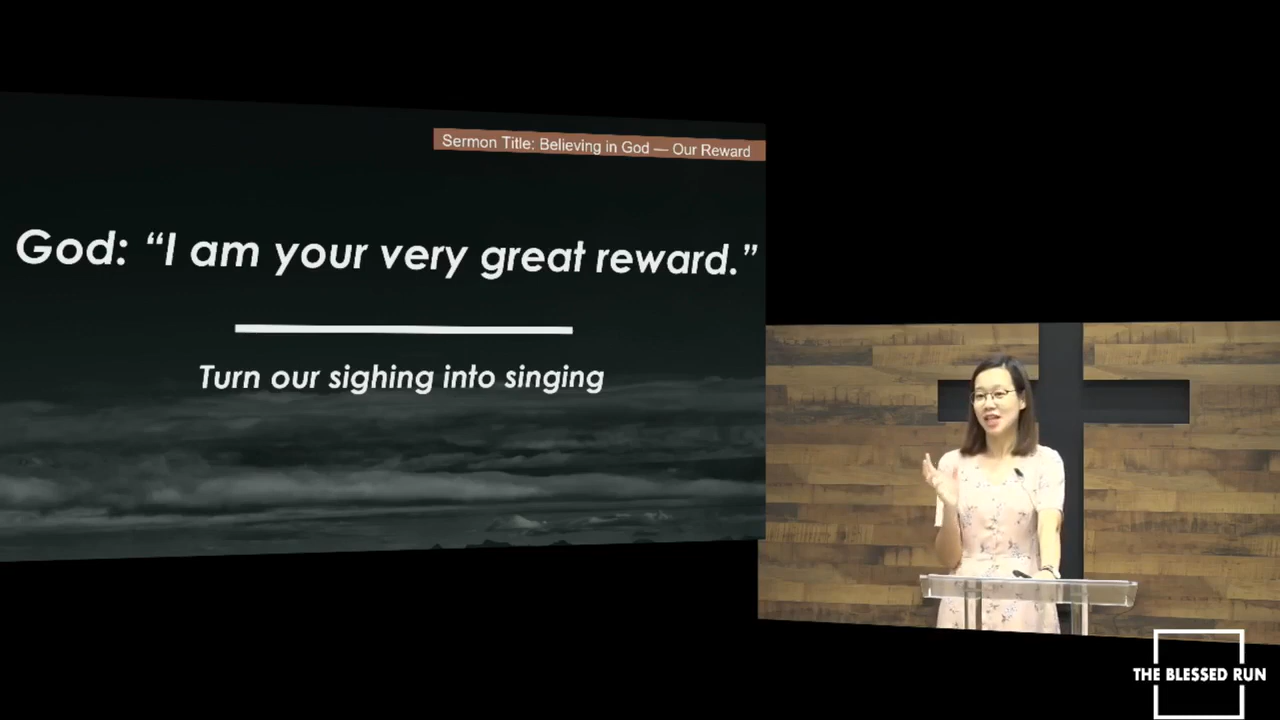 Sermon Title: Believing in God — Our Reward
God: “I am your very great reward.”
Turn our sighing into singing
THE BLESSED RUN